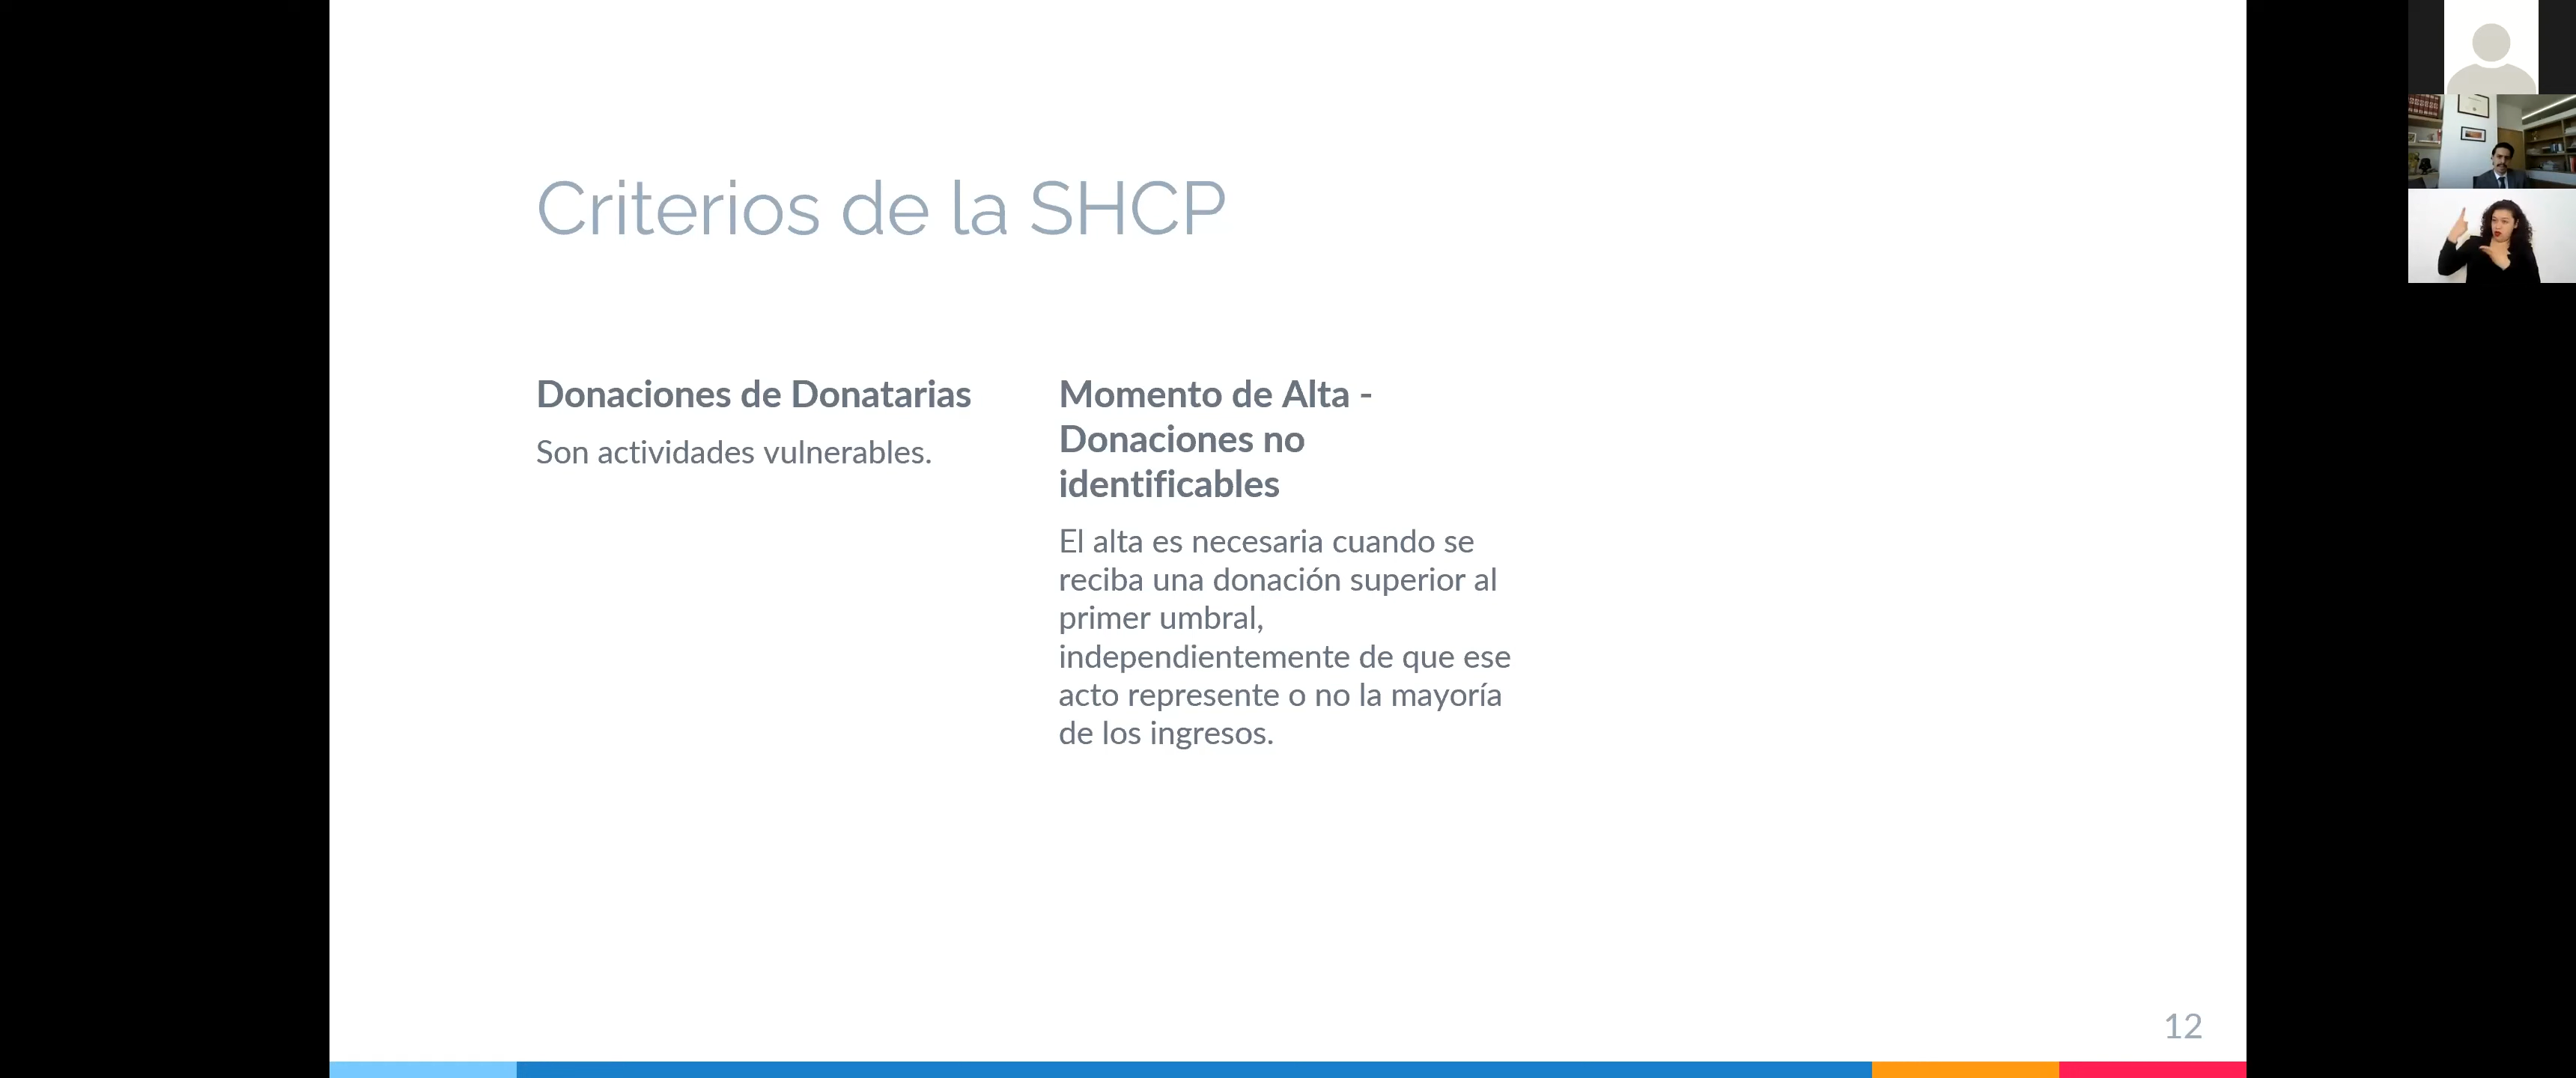 Criterios de la SHCP
Donaciones de Donatarias
Son actividades vulnerables.
Momento de Alta -
Donaciones no
identificables
El alta es necesaria cuando se
reciba una donación superior al
primer umbral,
independientemente de que ese
acto represente o no la mayoría
de los ingresos.
12